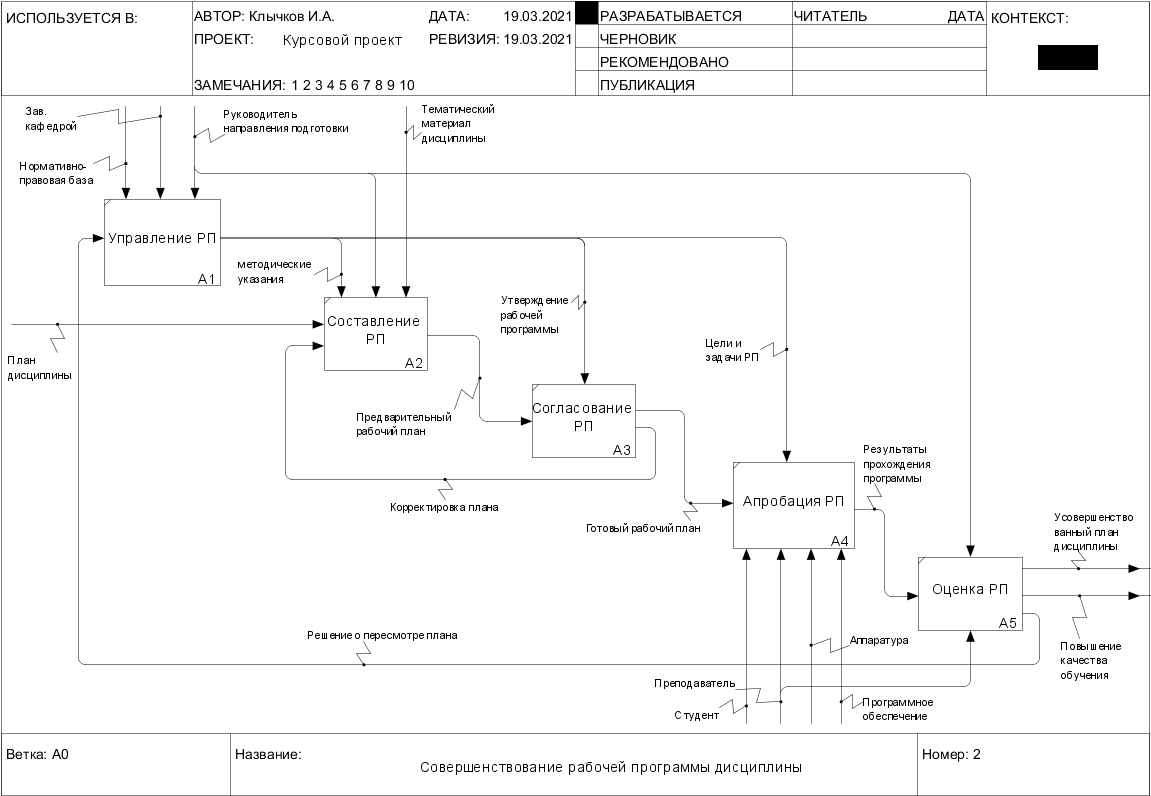 ИСПОЛЬЗУЕТСЯ В:
АВТОР: Клычков И.А.
ДАТА: 19.03.2021
ПРОЕКТ: Курсовой проект
РЕВИЗИЯ: 19.03.2021
ЗАМЕЧАНИЯ: 1 2 3 4 5 6 7 8 9 10
РАЗРАБАТЫВАЕТСЯ
ЧЕРНОВИК
РЕКОМЕНДОВАНО
ПУБЛИКАЦИЯ
ЧИТАТЕЛЬ ДАТА
КОНТЕКСТ:
Зав.
кафедрой
Руководитель
направления подготовки
Тематический
материал
дисциплины
Нормативно-
правовая база
Управление РП
A1
методические
указания
Составление
РП
A2
Утверждение
рабочей
программы
План
дисциплины
Цели и
задачи РП
Предварительный
рабочий план
Согласование
РП
A3
Результаты
прохождения
программы
Корректировка плана
Готовый рабочий план
Апробация РП
A4
Усовершенство
ванный план
дисциплины
Оценка РП
A5
Решение о пересмотре плана
Аппаратура
Повышение
качества
обучения
Преподаватель
Студент
Программное
обеспечение
Ветка: A0
Название:
Совершенствование рабочей программы дисциплины
Номер: 2